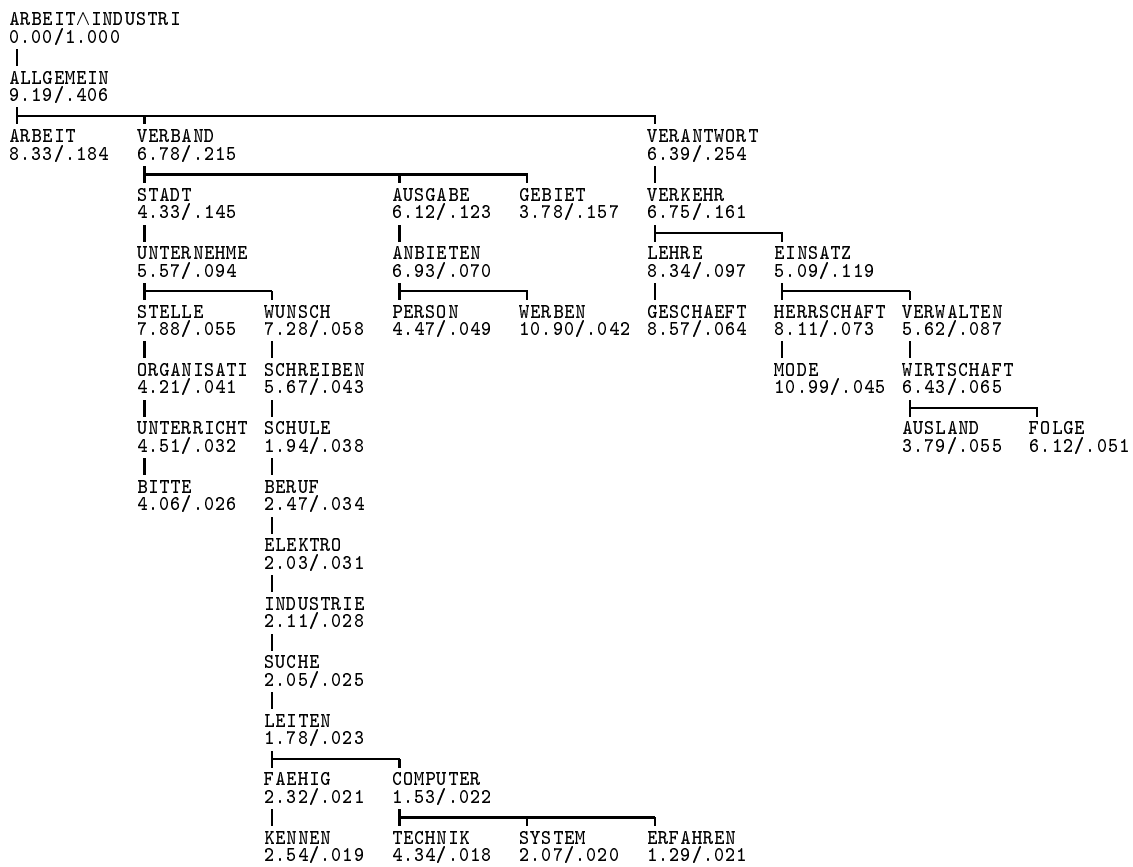 ARBEIT∧INDUSTRI
0.00/1.000
ALLGEMEIN
9.19/.406
ARBEIT VERBAND VERANTWORT
8.33/.184 6.78/.215 6.39/.254
STADT AUSGABE GEBIET VERKEHR
4.33/.145 6.12/.123 3.78/.157 6.75/.161
UNTERNEHME ANBIETEN LEHRE EINSATZ
5.57/.094 6.93/.070 8.34/.097 5.09/.119
STELLE WUNSCH PERSON WERBEN GESCHAEFT HERRSCHAFT VERWALTEN
7.88/.055 7.28/.058 4.47/.049 10.90/.042 8.57/.064 8.11/.073 5.62/.087
ORGANISATI SCHREIBEN MODE WIRTSCHAFT
4.21/.041 5.67/.043 10.99/.045 6.43/.065
UNTERRICHT SCHULE AUSLAND FOLGE
4.51/.032 1.94/.038 3.79/.055 6.12/.051
BITTE BERUF
4.06/.026 2.47/.034
ELEKTRO
2.03/.031
INDUSTRIE
2.11/.028
SUCHE
2.05/.025
LEITEN
1.78/.023
FAEHIG COMPUTER
2.32/.021 1.53/.022
KENNEN TECHNIK SYSTEM ERFAHREN
2.54/.019 4.34/.018 2.07/.020 1.29/.021